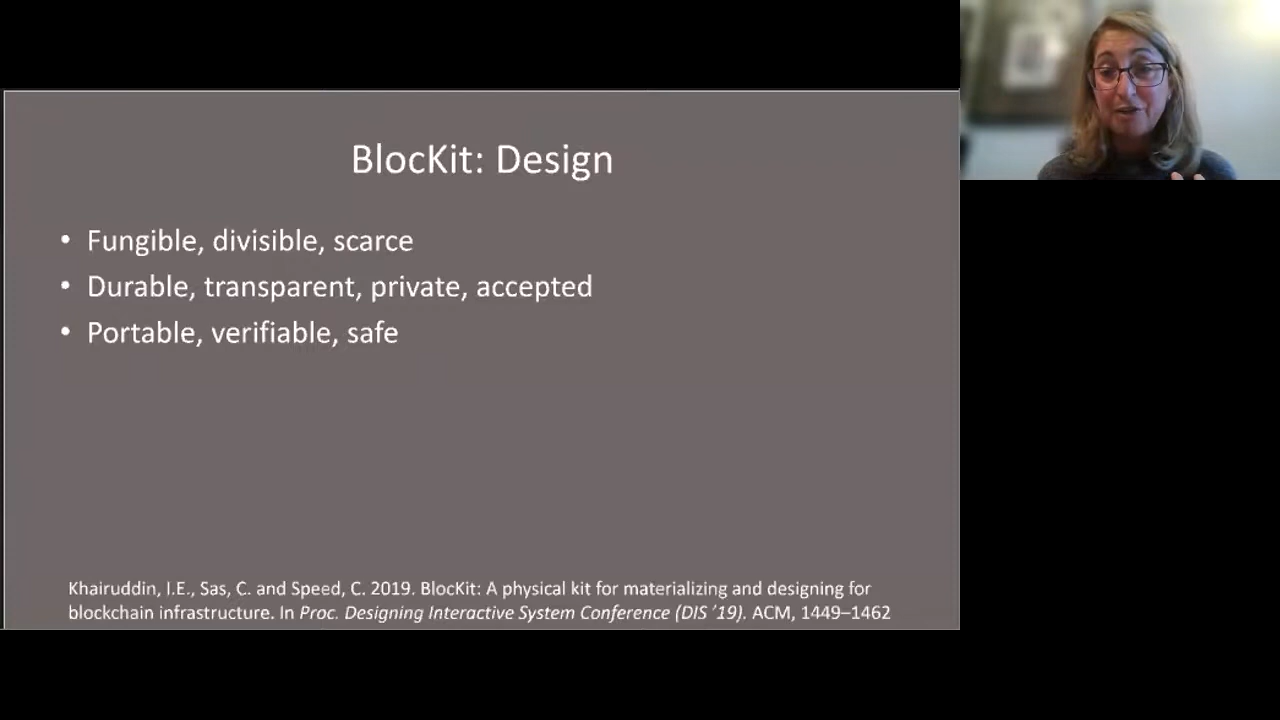 BlocKit: Design
• Fungible, divisible, scarce
• Durable, transparent, private, accepted
• Portable, verifiable, safe
Khairuddin, I.E., Sas, C. and Speed, C. 2019. BlocKit: A physical kit for materializing and designing for
blockchain infrastructure. In Proc. Designing Interactive System Conference (DIS ’19). ACM, 1449–1462